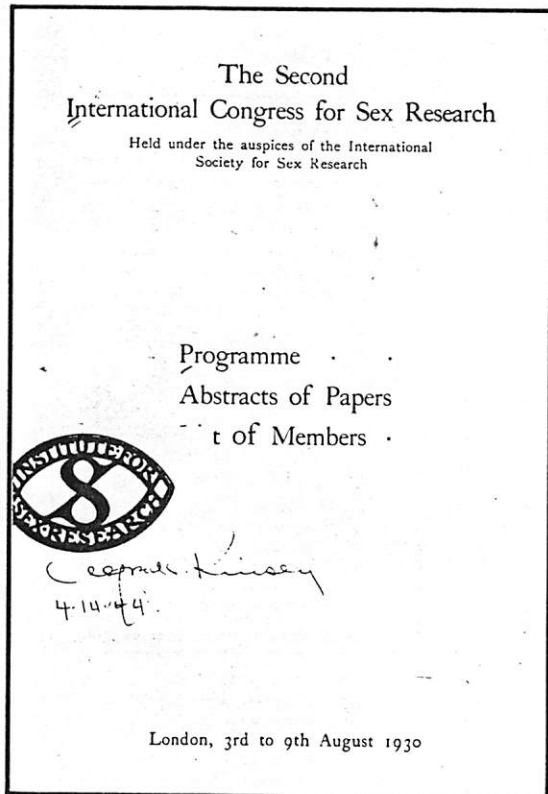 The Second
International Congress for Sex Research
Held under the auspices of the International
Society for Sex Research
Programme · ·
Abstracts of Papers
t of Members ·
INSTITUTE·FOR
SEX·RESEARCH
Kinsey
4·14·44
London, 3rd to 9th August 1930